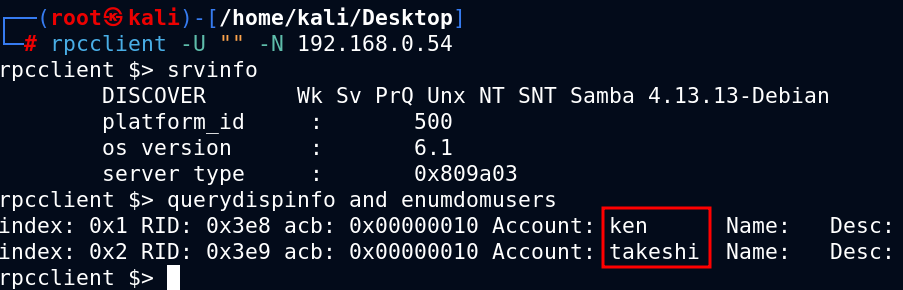 ┌──(root㉿kali)-[/home/kali/Desktop]
└─# rpcclient -U "" -N 192.168.0.54
rpcclient $> srvinfo
        DISCOVER       Wk Sv PrQ Unx NT SNT Samba 4.13.13-Debian
        platform_id     :       500
        os version      :       6.1
        server type     :       0x809a03
rpcclient $> querydispinfo and enumdomusers
index: 0x1 RID: 0x3e8 acb: 0x00000010 Account: ken      Name:   Desc:
index: 0x2 RID: 0x3e9 acb: 0x00000010 Account: takeshi  Name:   Desc:
rpcclient $>